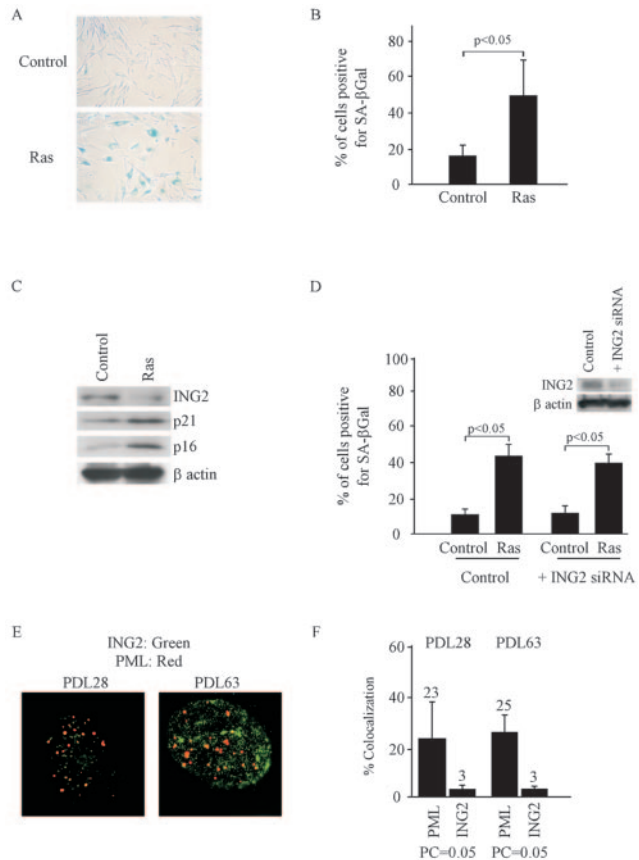 A
Control
Ras
B
% of cells positive
for SA-βGal
p<0.05
80
60
40
20
0
Control Ras
C
Control
Ras
ING2
p21
p16
β actin
D
% of cells positive
for SA-βGal
100
80
60
40
20
0
Control
+ ING2 siRNA
ING2
β actin
p<0.05
p<0.05
Control Ras Control Ras
Control + ING2 siRNA
E
ING2: Green
PML: Red
PDL28 PDL63
F
% Colocalization
60
40
20
0
PDL28 PDL63
23 3 25 3
PML ING2 PML ING2
PC=0.05 PC=0.05